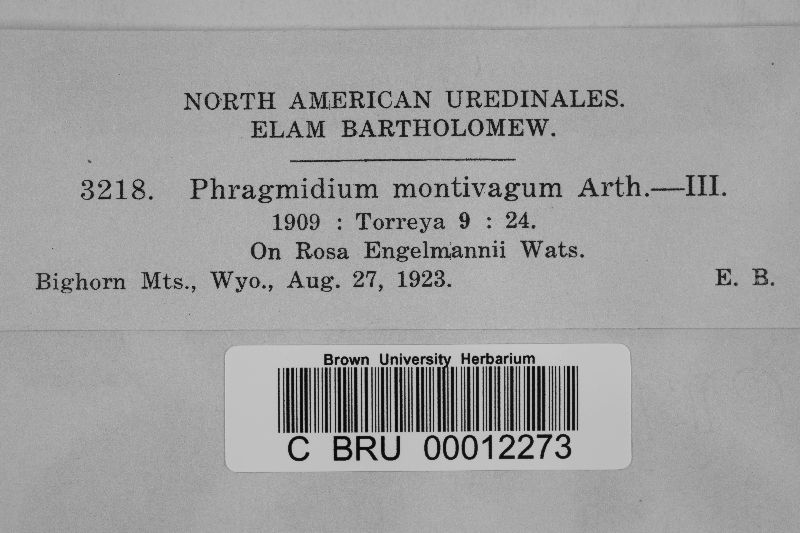 NORTH AMERICAN UREDINALES.
ELAM BARTHOLOMEW.
3218. Phragmidium montivagum Arth.—III.
1909 : Torreya 9 : 24.
On Rosa Engelmannii Wats.
Bighorn Mts., Wyo., Aug. 27, 1923. E. B.
Brown University Herbarium
C BRU 00012273